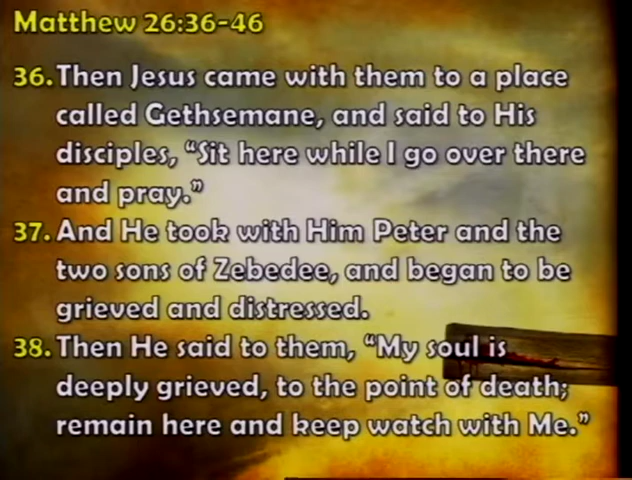 Matthew 26:36-46
36. Then Jesus came with them to a place
called Gethsemane, and said to His
disciples, “Sit here while I go over there
and pray.”
37. And He took with Him Peter and the
two sons of Zebedee, and began to be
grieved and distressed.
38. Then He said to them, “My soul is
deeply grieved, to the point of death;
remain here and keep watch with Me.”